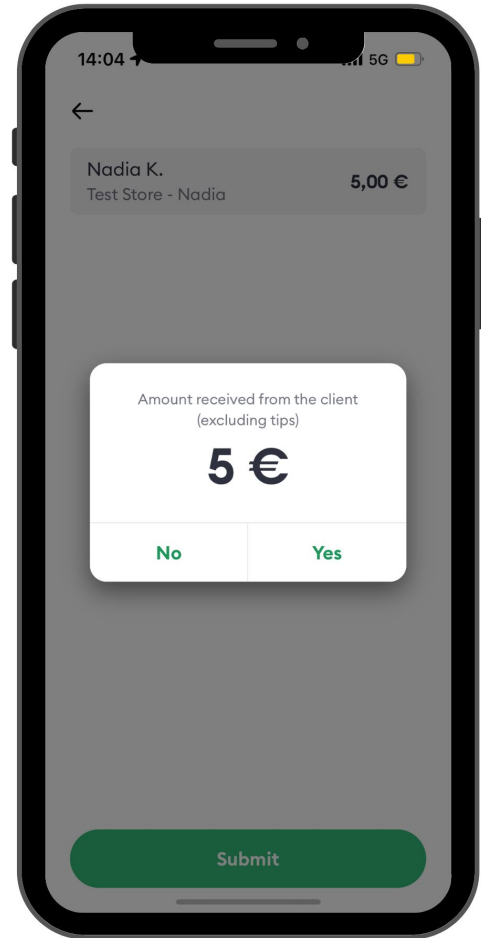 14:04 5G
Nadia K.
5,00 €
Test Store - Nadia
Amount received from the client
(excluding tips)
5 €
No Yes
Submit